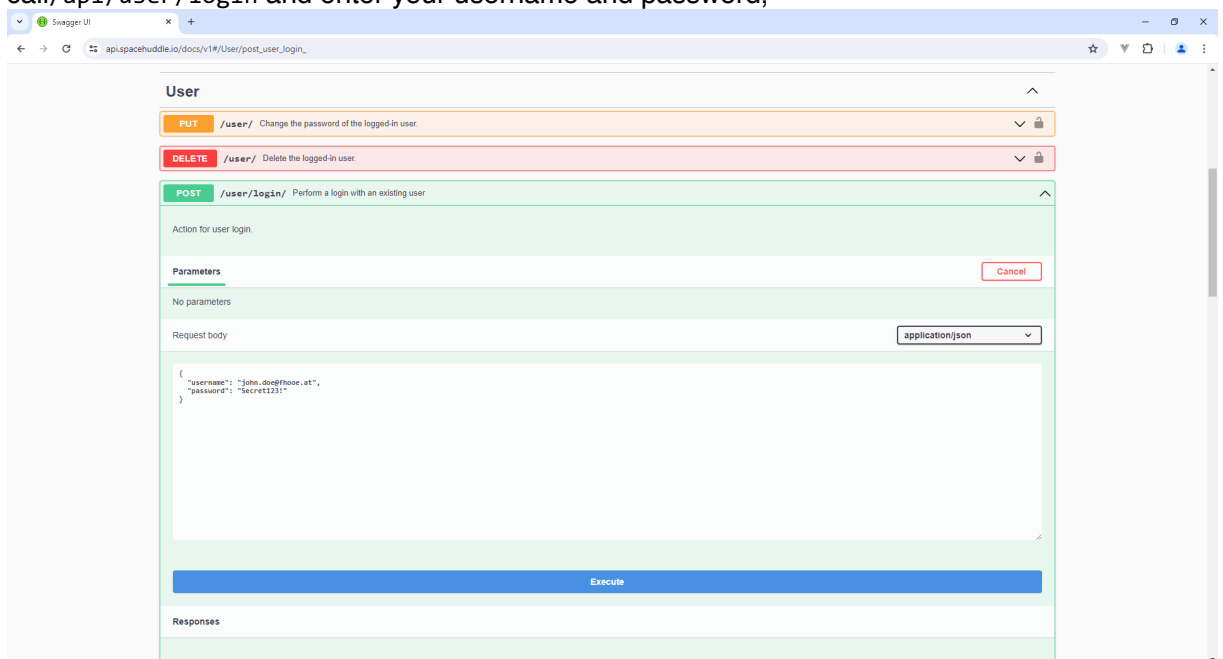 call/api/user/login and enter your username and password,
Swagger UI
api.spacehuddle.io/docs/v1#/User/post_user_login_
User
PUT /user/ Change the password of the logged-in user.
DELETE /user/ Delete the logged-in user.
POST /user/login/ Perform a login with an existing user
Action for user login.
Parameters Cancel
No parameters
Request body application/json
{
"username": "john.doe@fhooe.at",
"password": "Secret123!"
}
Execute
Responses